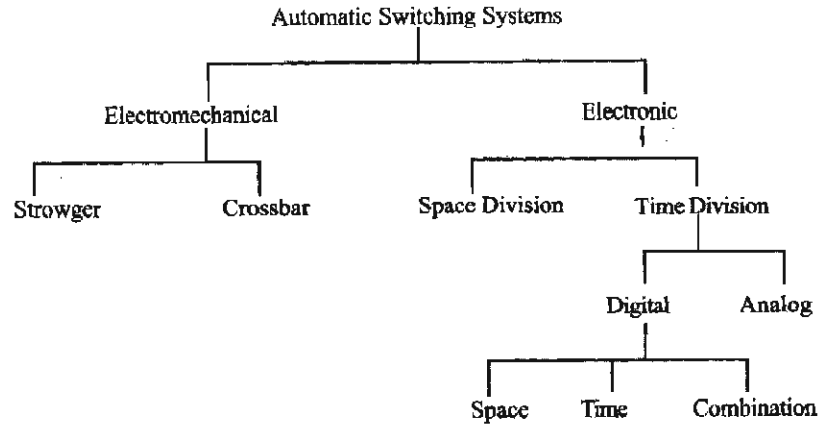 Automatic Switching Systems
Electromechanical
Electronic
Strowger
Crossbar
Space Division
Time Division
Digital
Analog
Space
Time
Combination